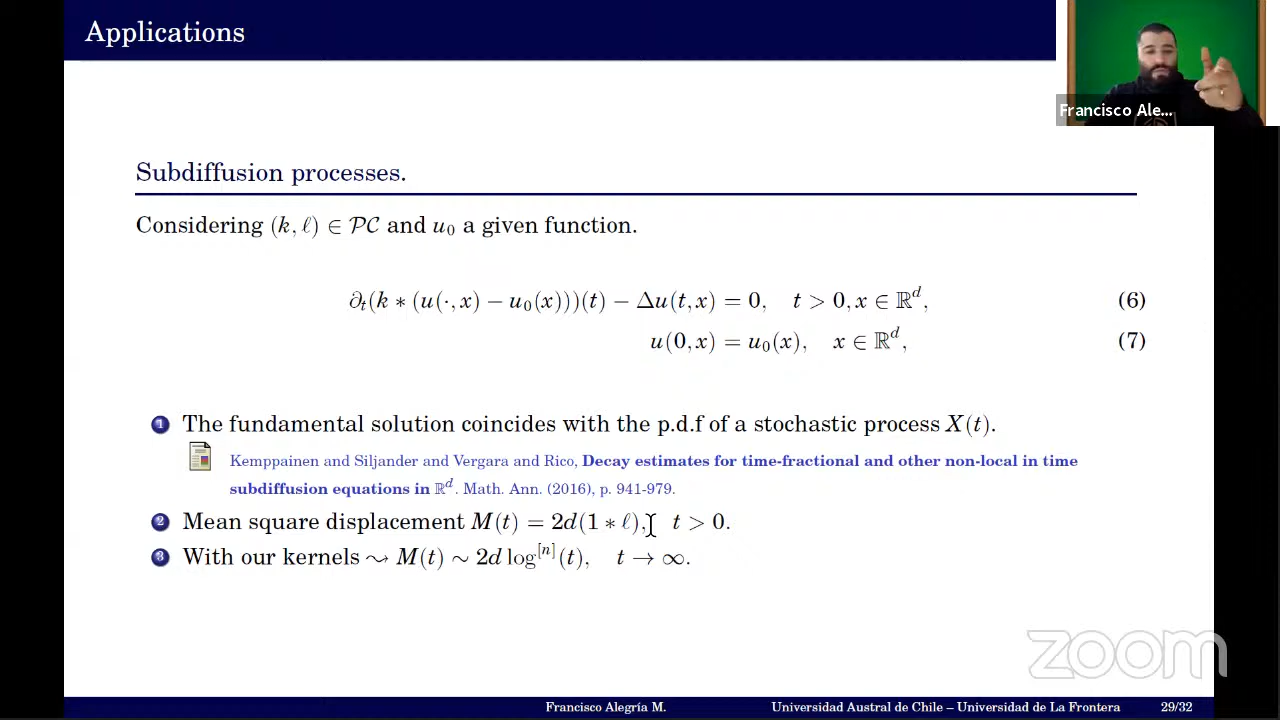 Applications
Francisco Ale...
Subdiffusion processes.
Considering (k, ℓ) ∈ 𝒫𝒞 and u₀ a given function.
∂ₜ(k ∗ (u(·, x) − u₀(x)))(t) − Δu(t, x) = 0, t > 0, x ∈ ℝᵈ, (6)
u(0, x) = u₀(x), x ∈ ℝᵈ, (7)
1 The fundamental solution coincides with the p.d.f of a stochastic process X(t).
Kemppainen and Siljander and Vergara and Rico, Decay estimates for time-fractional and other non-local in time
subdiffusion equations in ℝᵈ. Math. Ann. (2016), p. 941-979.
2 Mean square displacement M(t) = 2d(1 ∗ ℓ), t > 0.
3 With our kernels ⇝ M(t) ∼ 2d log^[n](t), t → ∞.
zoom
Francisco Alegría M. Universidad Austral de Chile – Universidad de La Frontera 29/32